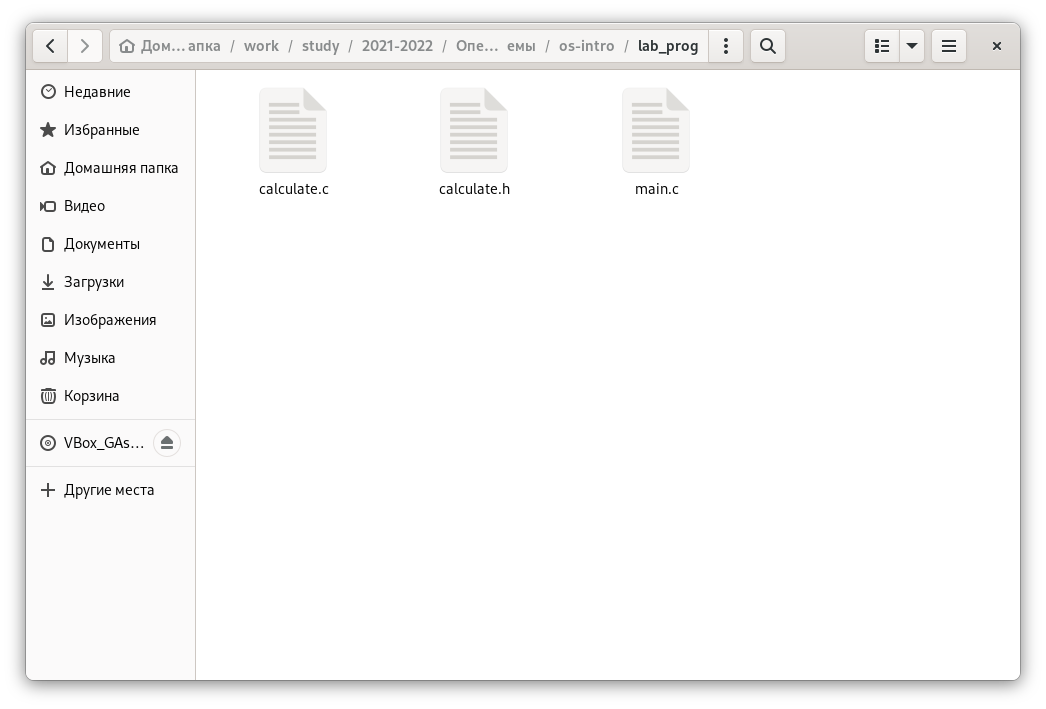 Дом… апка / work / study / 2021-2022 / Опе… емы / os-intro / lab_prog
Недавние
Избранные
Домашняя папка
Видео
Документы
Загрузки
Изображения
Музыка
Корзина
VBox_GAs…
Другие места
calculate.c
calculate.h
main.c